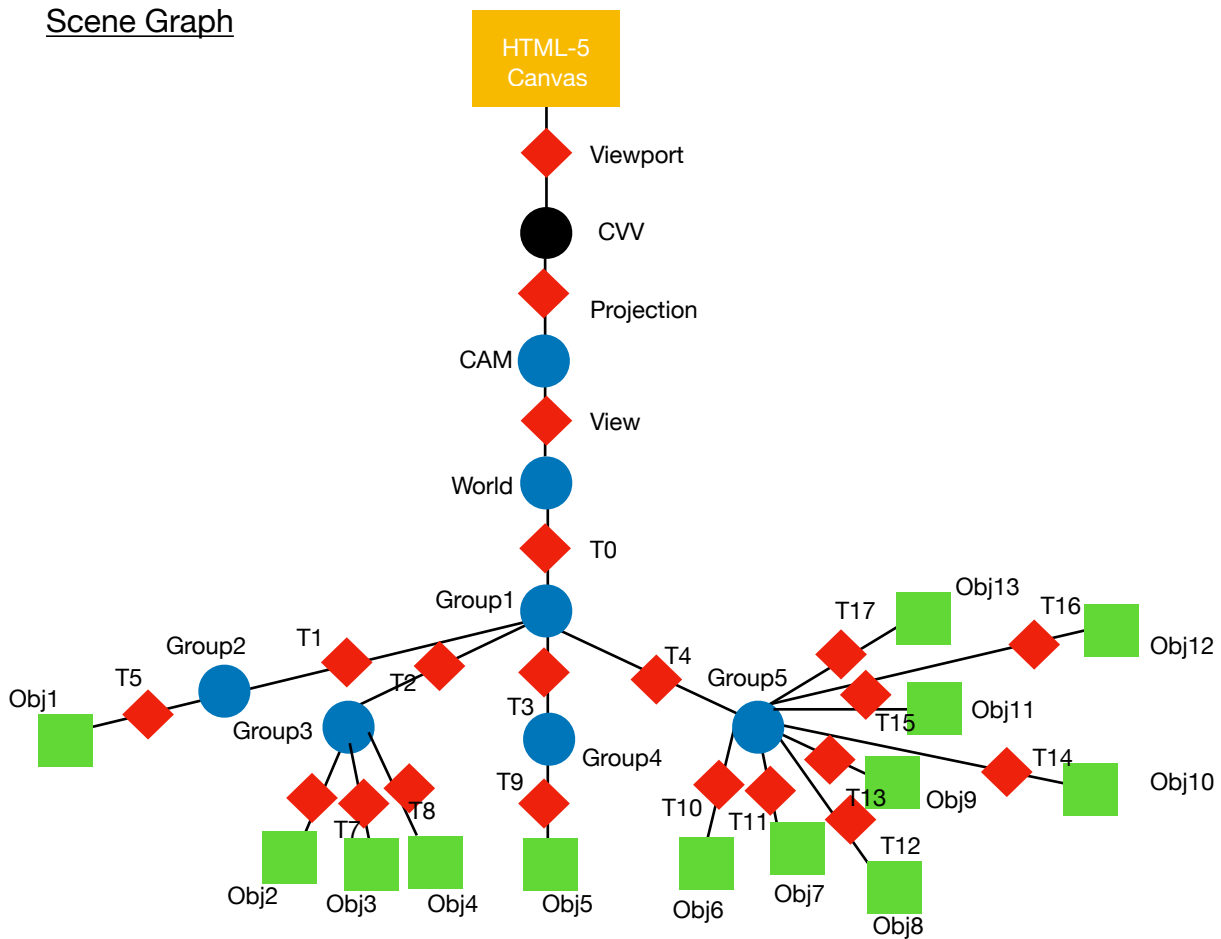 Scene Graph
HTML-5
Canvas
Viewport
CVV
Projection
CAM
View
World
T0
Group1
Obj13
T17
T16
T1
Group2
Obj12
T4
T5
T2
Group5
Obj1
T3
T15
Obj11
Group3
Group4
T14
T9
Obj10
T10
T8
T13
Obj9
T7
T11
T12
Obj2
Obj3
Obj4
Obj5
Obj6
Obj7
Obj8